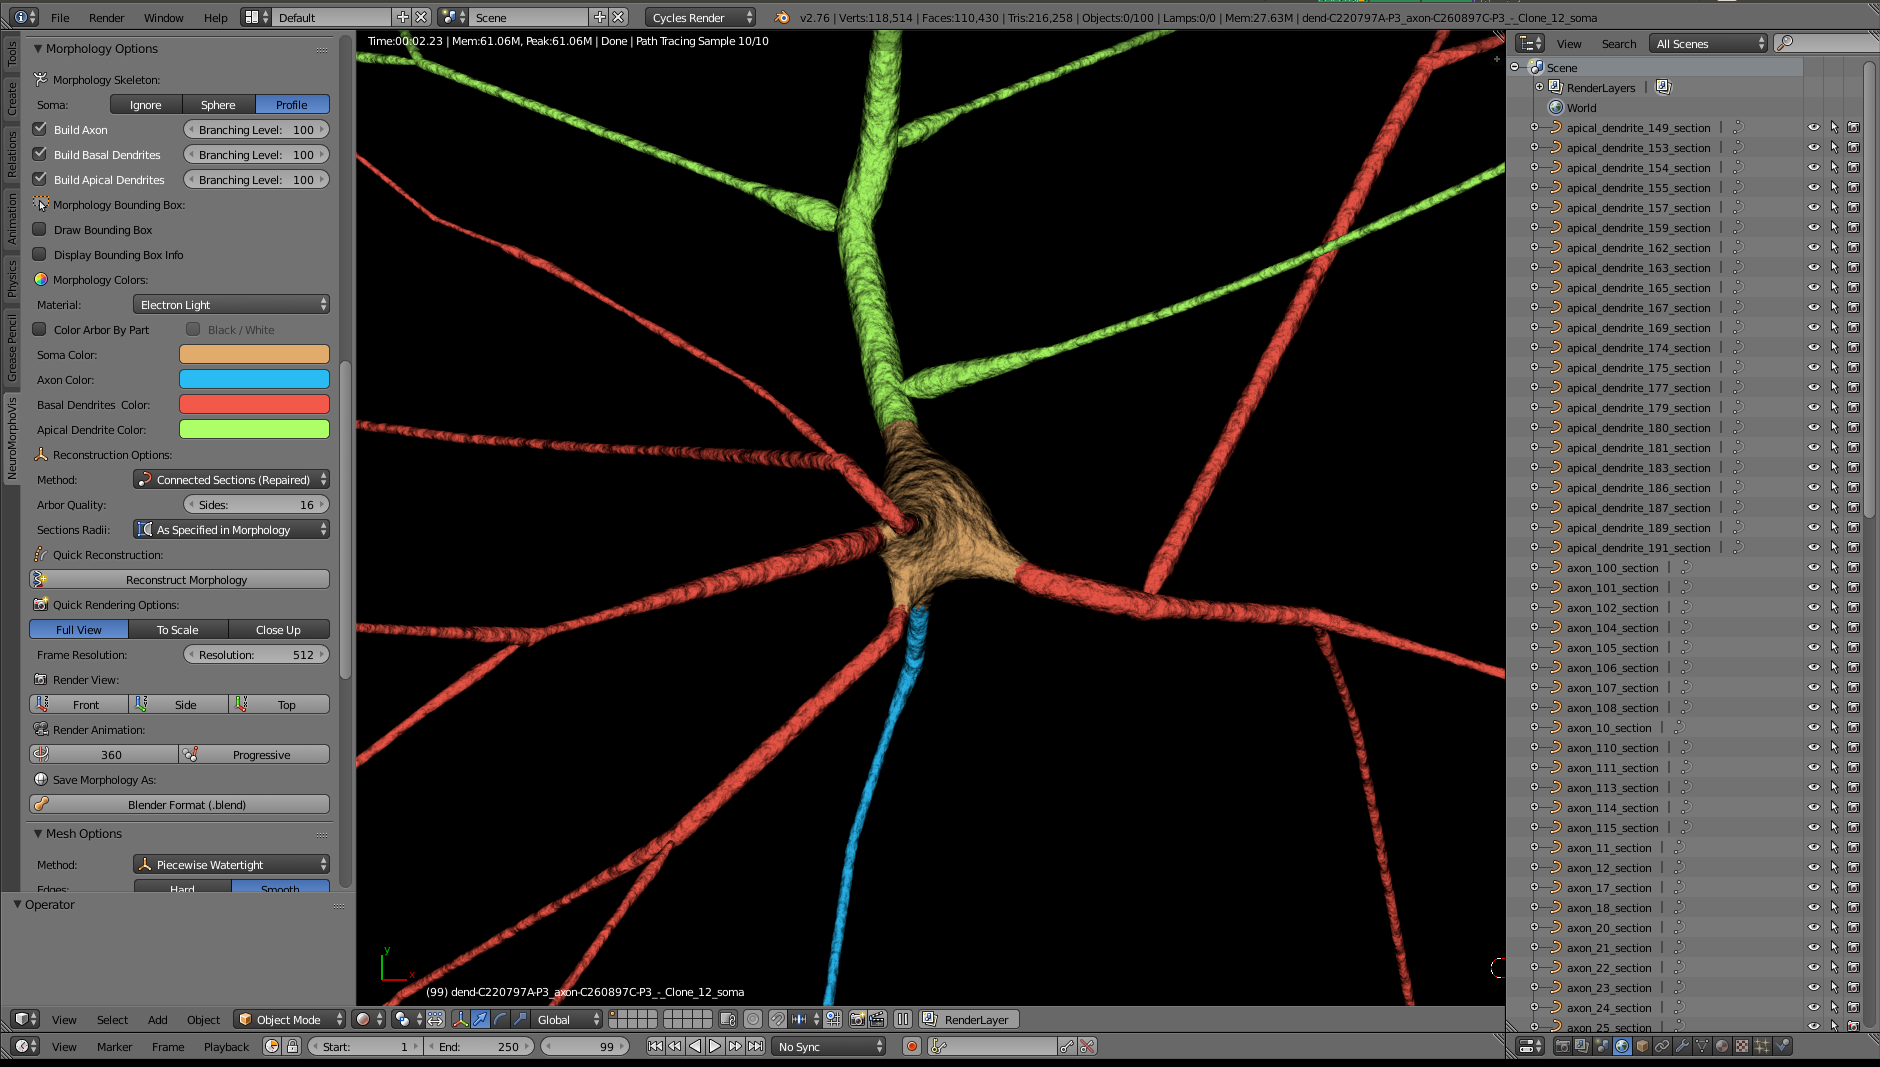 File Render Window Help Default Scene Cycles Render v2.76 | Verts:118,514 | Faces:110,430 | Tris:216,258 | Objects:0/100 | Lamps:0/0 | Mem:27.63M | dend-C220797A-P3_axon-C260897C-P3_-_Clone_12_soma
Tools
Create
Relations
Animation
Physics
Grease Pencil
NeuroMorphoVis
Morphology Options
Morphology Skeleton:
Soma: Ignore Sphere Profile
Build Axon Branching Level: 100
Build Basal Dendrites Branching Level: 100
Build Apical Dendrites Branching Level: 100
Morphology Bounding Box:
Draw Bounding Box
Display Bounding Box Info
Morphology Colors:
Material: Electron Light
Color Arbor By Part Black / White
Soma Color:
Axon Color:
Basal Dendrites Color:
Apical Dendrite Color:
Reconstruction Options:
Method: Connected Sections (Repaired)
Arbor Quality: Sides: 16
Sections Radii: As Specified in Morphology
Quick Reconstruction:
Reconstruct Morphology
Quick Rendering Options:
Full View To Scale Close Up
Frame Resolution: Resolution: 512
Render View:
Front Side Top
Render Animation:
360 Progressive
Save Morphology As:
Blender Format (.blend)
Mesh Options
Method: Piecewise Watertight
Edges: Hard Smooth
Operator
Time:00:02.23 | Mem:61.06M, Peak:61.06M | Done | Path Tracing Sample 10/10
y
x
(99) dend-C220797A-P3_axon-C260897C-P3_-_Clone_12_soma
View Search All Scenes
Scene
RenderLayers |
World
apical_dendrite_149_section
apical_dendrite_153_section
apical_dendrite_154_section
apical_dendrite_155_section
apical_dendrite_157_section
apical_dendrite_159_section
apical_dendrite_162_section
apical_dendrite_163_section
apical_dendrite_165_section
apical_dendrite_167_section
apical_dendrite_169_section
apical_dendrite_174_section
apical_dendrite_175_section
apical_dendrite_177_section
apical_dendrite_179_section
apical_dendrite_180_section
apical_dendrite_181_section
apical_dendrite_183_section
apical_dendrite_186_section
apical_dendrite_187_section
apical_dendrite_189_section
apical_dendrite_191_section
axon_100_section
axon_101_section
axon_102_section
axon_104_section
axon_105_section
axon_106_section
axon_107_section
axon_108_section
axon_10_section
axon_110_section
axon_111_section
axon_113_section
axon_114_section
axon_115_section
axon_11_section
axon_12_section
axon_17_section
axon_18_section
axon_20_section
axon_21_section
axon_22_section
axon_23_section
axon_24_section
axon_25_section
View Select Add Object Object Mode Global RenderLayer
View Marker Frame Playback Start: 1 End: 250 99 No Sync